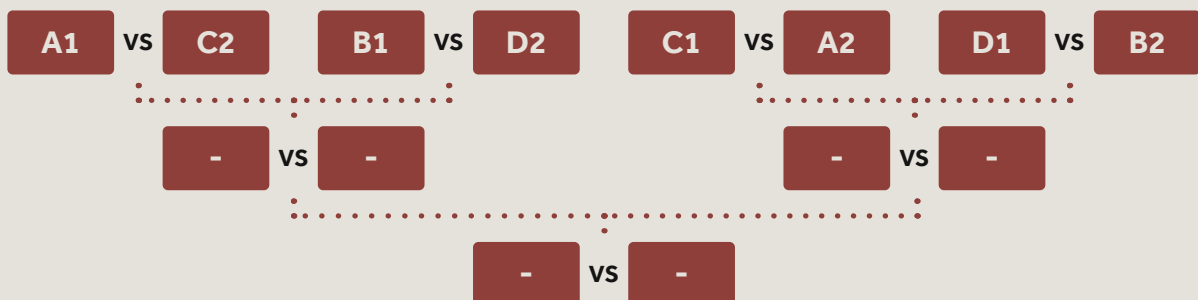 A1 vs C2 B1 vs D2 C1 vs A2 D1 vs B2
- vs - - vs -
- vs -